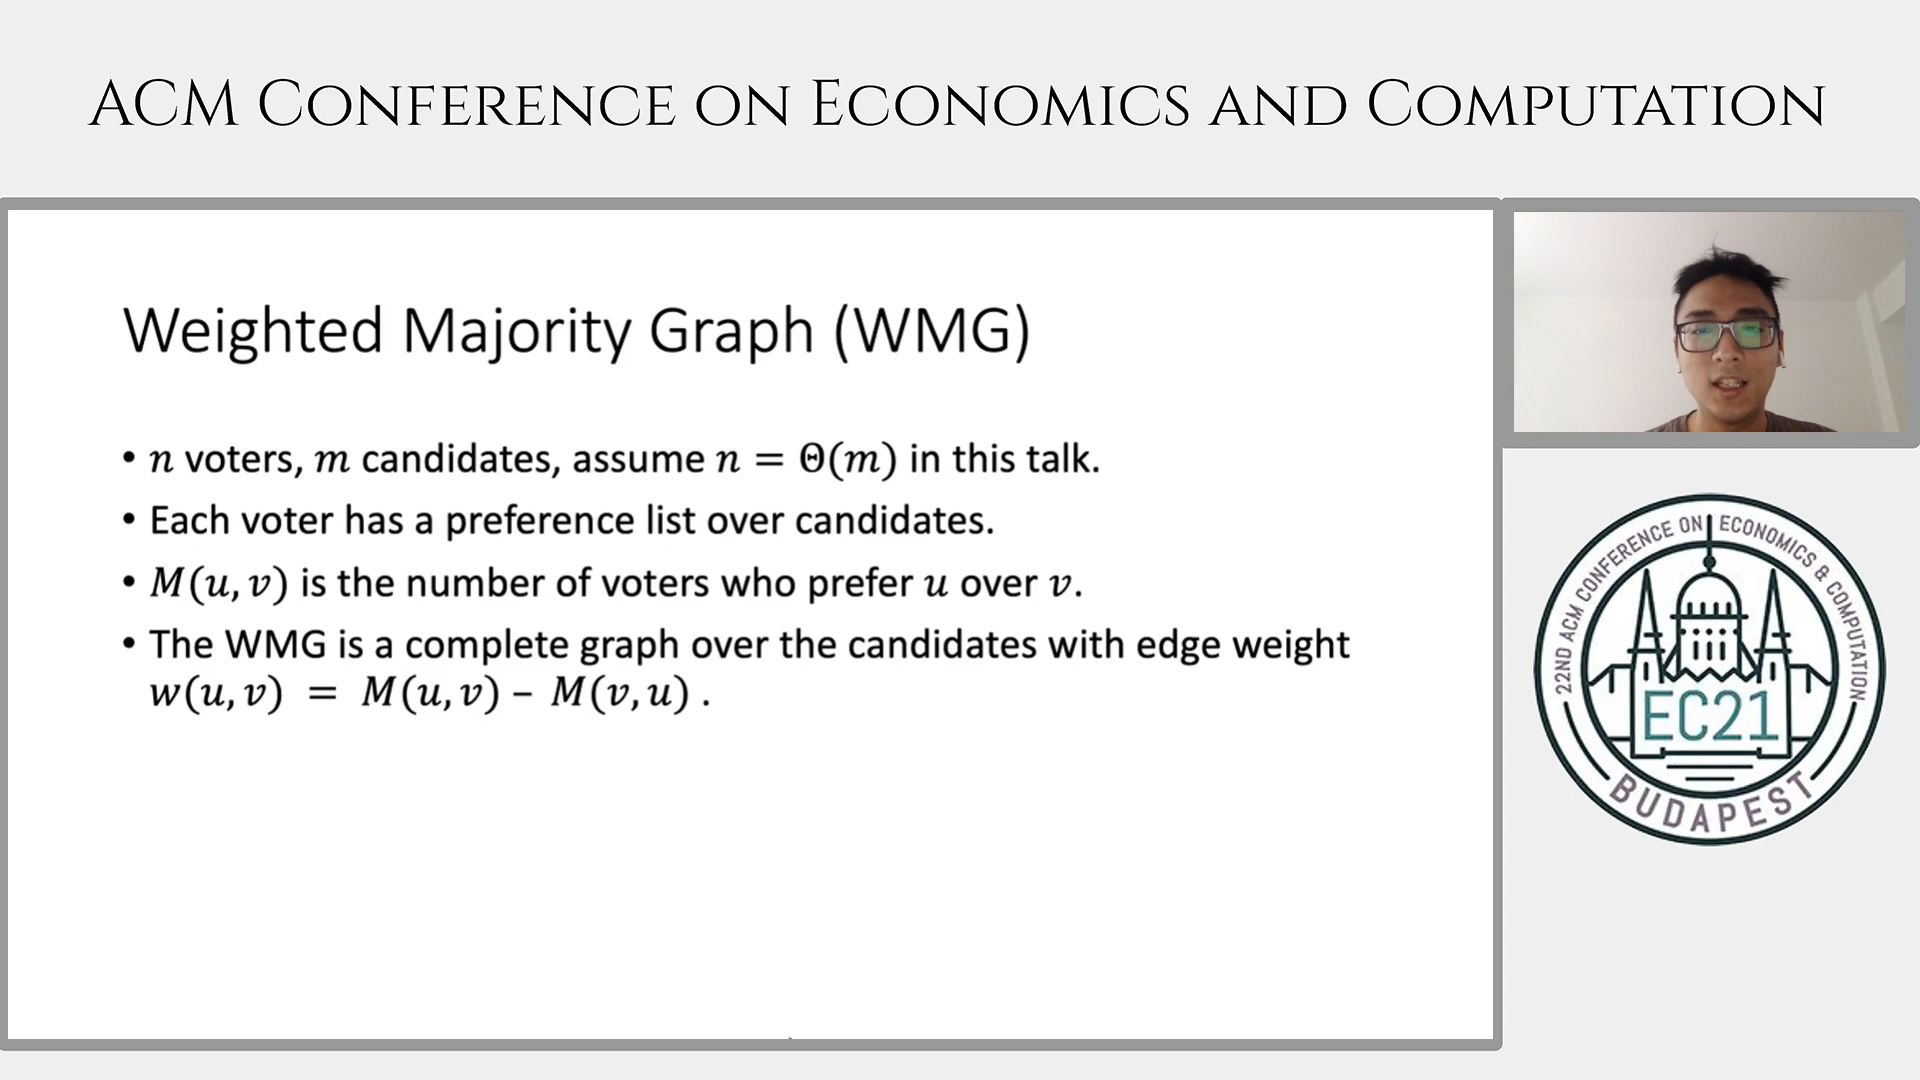 ACM Conference on Economics and Computation
Weighted Majority Graph (WMG)
• n voters, m candidates, assume n = Θ(m) in this talk.
• Each voter has a preference list over candidates.
• M(u, v) is the number of voters who prefer u over v.
• The WMG is a complete graph over the candidates with edge weight
w(u, v) = M(u, v) – M(v, u) .
22ND ACM CONFERENCE ON ECONOMICS & COMPUTATION
EC21
BUDAPEST